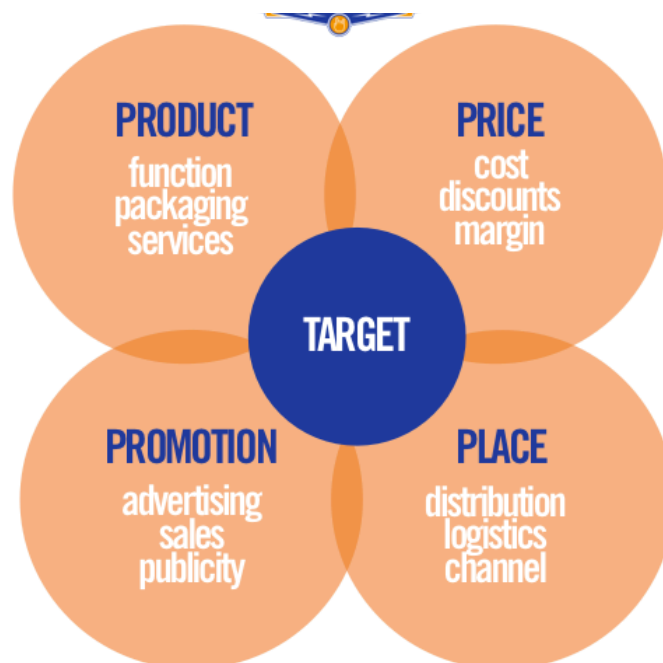 PRODUCT
function
packaging
services
PRICE
cost
discounts
margin
TARGET
PROMOTION
advertising
sales
publicity
PLACE
distribution
logistics
channel